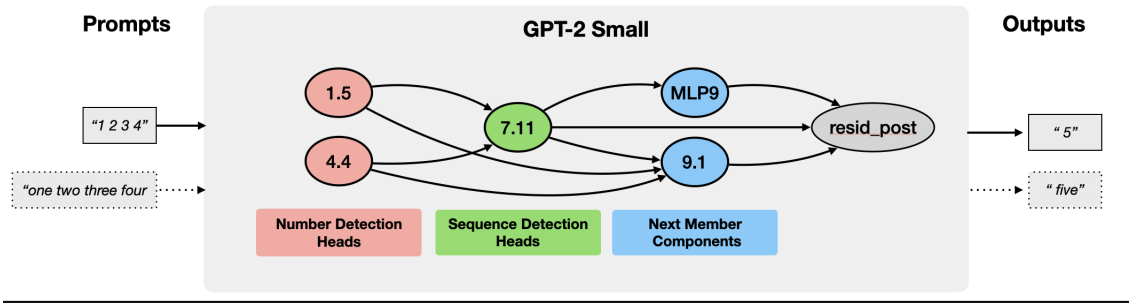 Prompts
GPT-2 Small
Outputs
1.5
MLP9
"1 2 3 4"
7.11
resid_post
" 5"
4.4
9.1
"one two three four
" five"
Number Detection
Heads
Sequence Detection
Heads
Next Member
Components